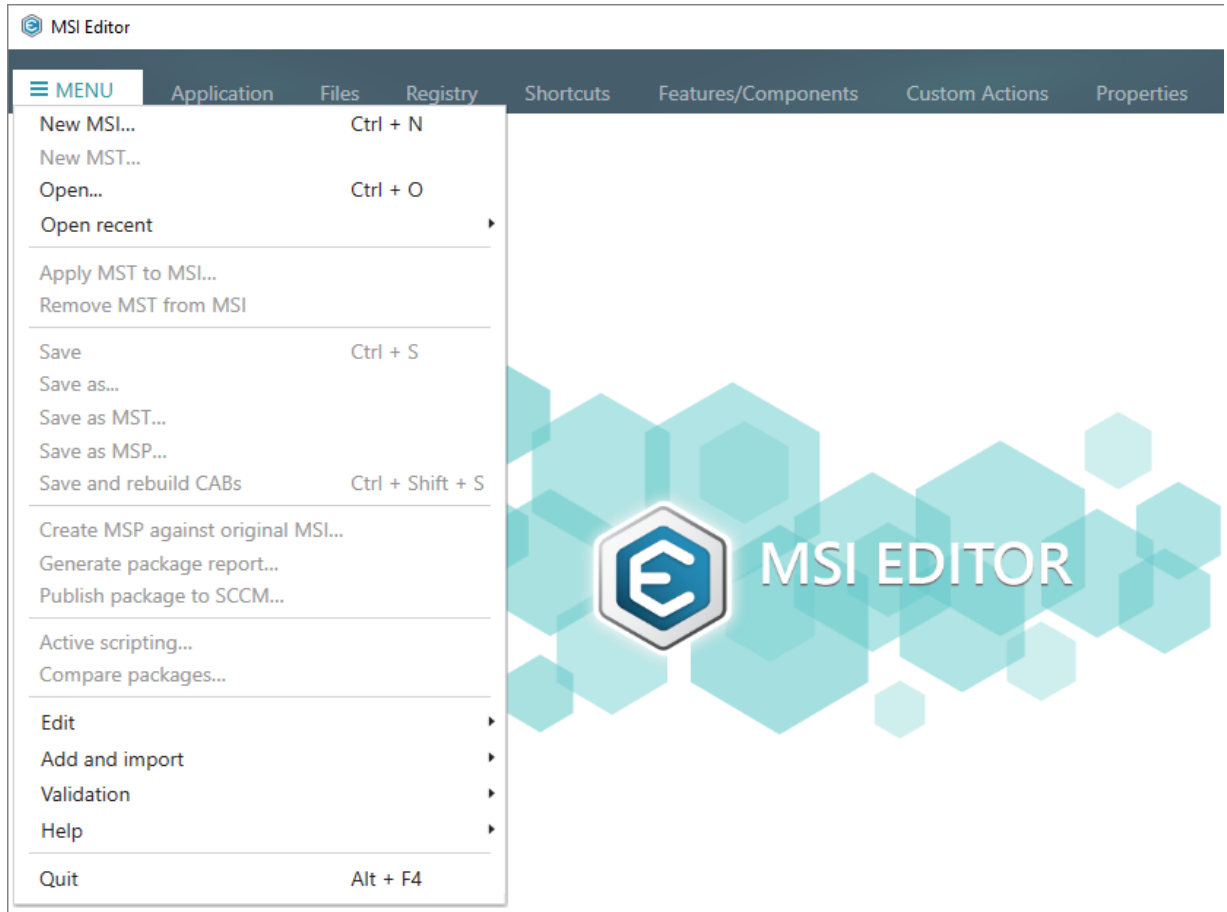 MSI Editor
MENU Application Files Registry Shortcuts Features/Components Custom Actions Properties
New MSI... Ctrl + N
New MST...
Open... Ctrl + O
Open recent
Apply MST to MSI...
Remove MST from MSI
Save Ctrl + S
Save as...
Save as MST...
Save as MSP...
Save and rebuild CABs Ctrl + Shift + S
Create MSP against original MSI...
Generate package report...
Publish package to SCCM...
Active scripting...
Compare packages...
Edit
Add and import
Validation
Help
Quit Alt + F4
MSI EDITOR